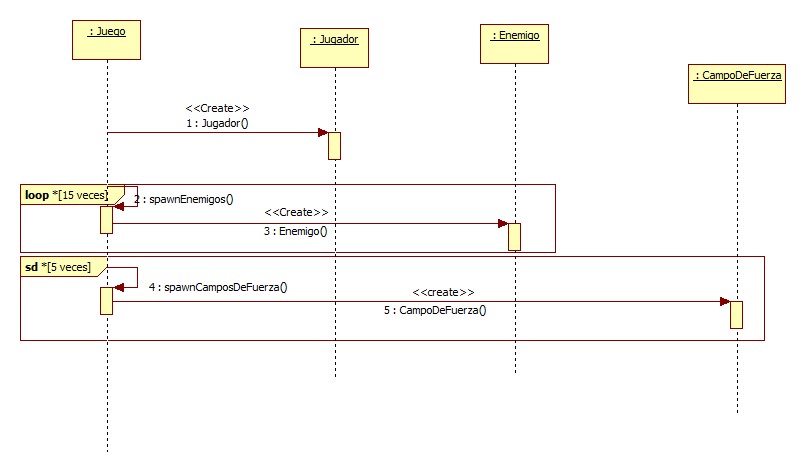 : Juego
: Jugador
: Enemigo
: CampoDeFuerza
<<Create>>
1 : Jugador()
loop *[15 veces]
2 : spawnEnemigos()
<<Create>>
3 : Enemigo()
sd *[5 veces]
4 : spawnCamposDeFuerza()
<<create>>
5 : CampoDeFuerza()